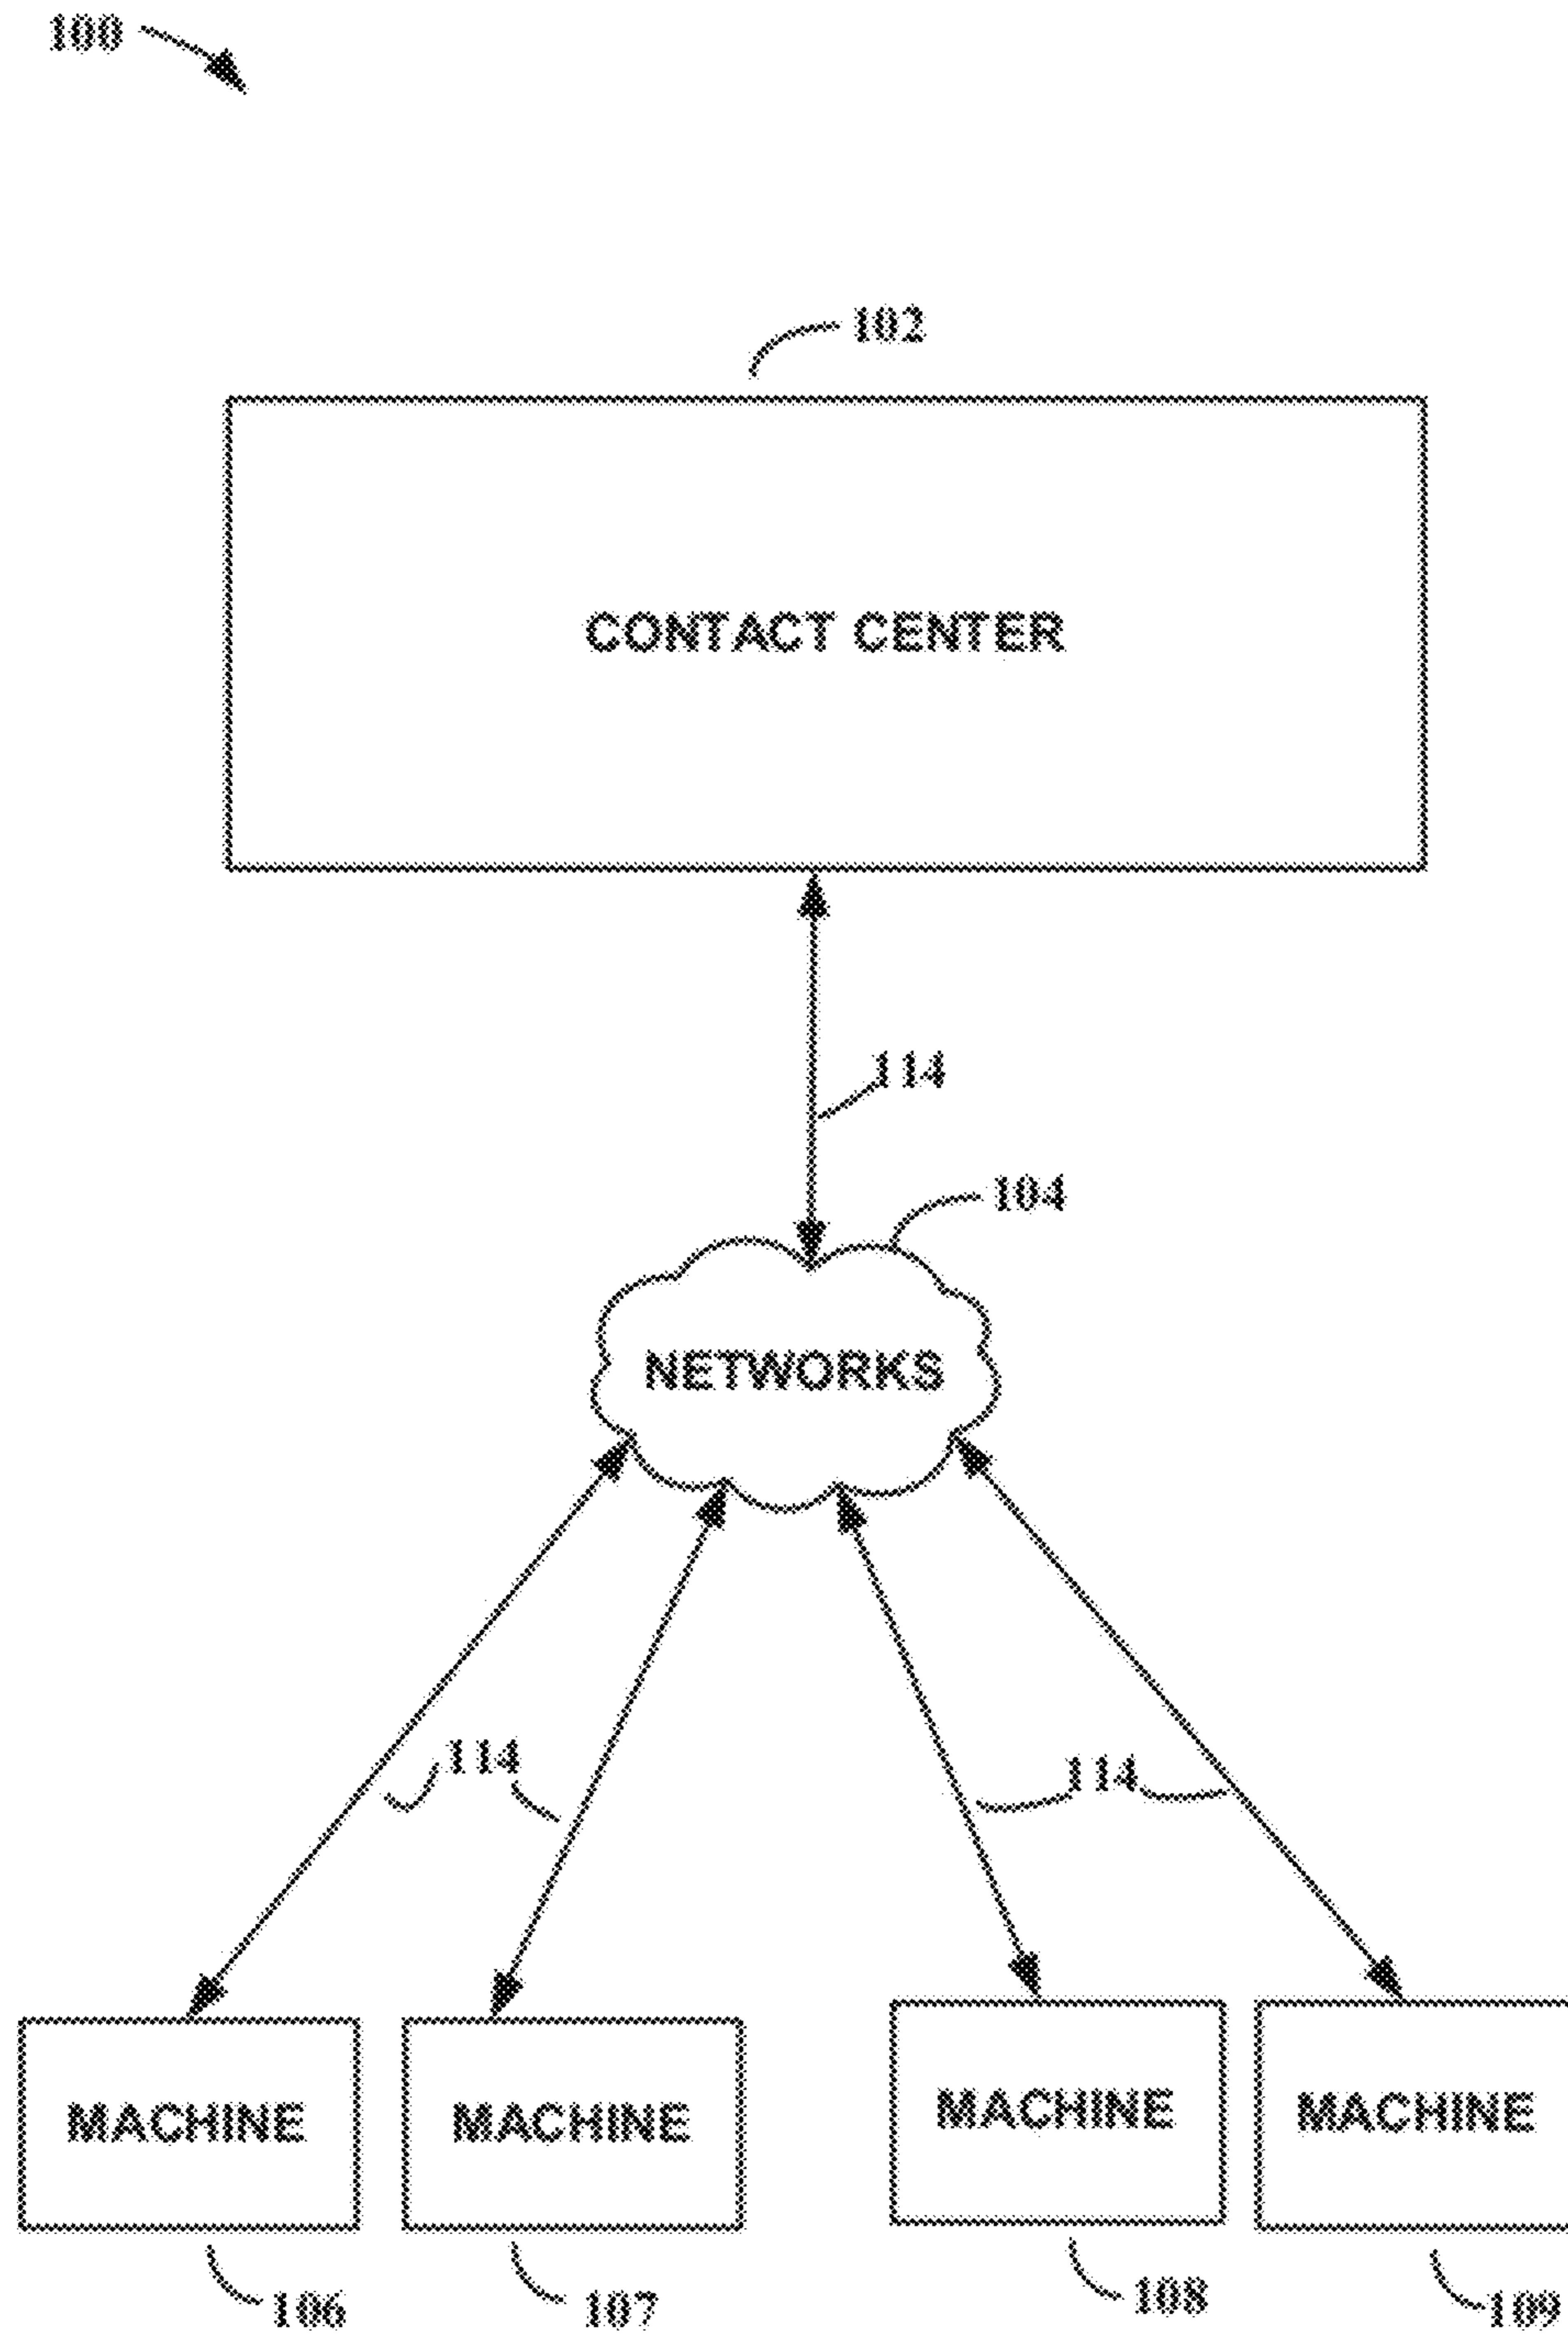 100
102
CONTACT CENTER
114
104
NETWORKS
114 114
MACHINE MACHINE MACHINE MACHINE
106 107 108 109